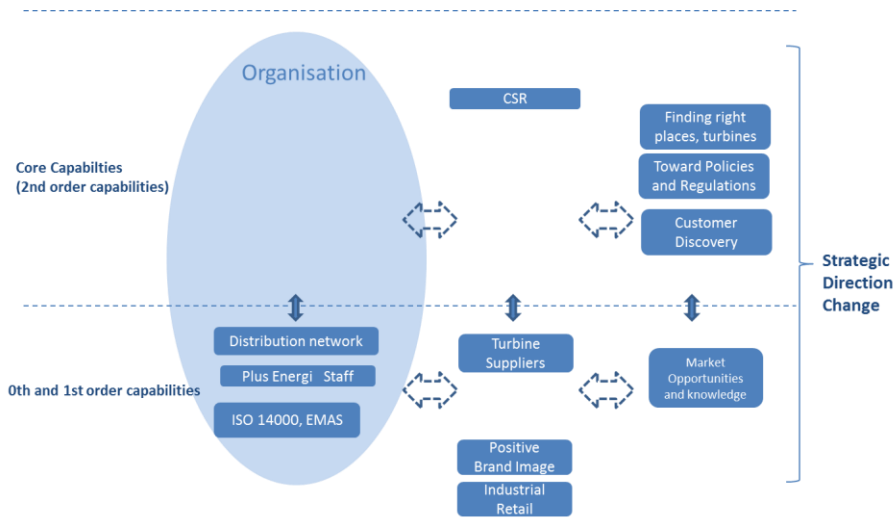 Organisation
CSR
Finding right
places, turbines
Core Capabilties
(2nd order capabilities)
Toward Policies
and Regulations
Customer
Discovery
Strategic
Direction
Change
Distribution network
Turbine
Suppliers
Plus Energi Staff
Market
Opportunities
and knowledge
0th and 1st order capabilities
ISO 14000, EMAS
Positive
Brand Image
Industrial
Retail